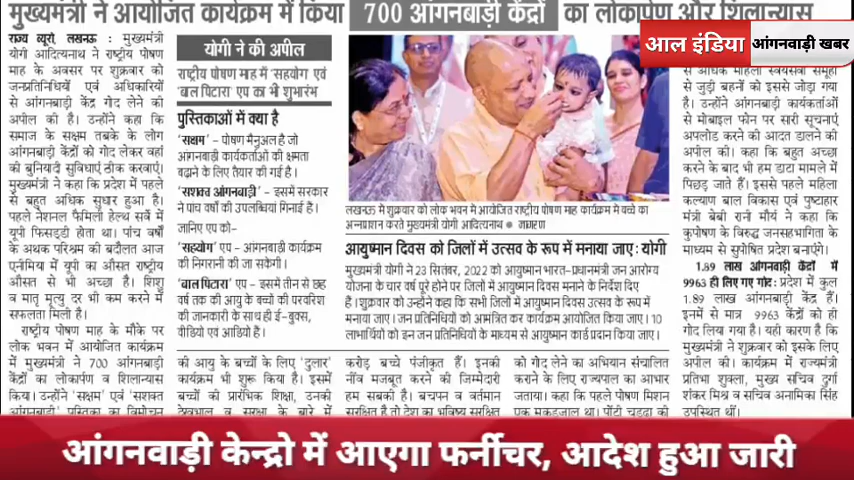 मुख्यमंत्री ने आयोजित कार्यक्रम में किया 700 आंगनबाड़ी केंद्रों का लोकार्पण और शिलान्यास
आल इंडिया आंगनवाड़ी खबर
राज्य ब्यूरो, लखनऊ : मुख्यमंत्री
योगी आदित्यनाथ ने राष्ट्रीय पोषण
माह के अवसर पर शुक्रवार को
जनप्रतिनिधियों एवं अधिकारियों
से आंगनबाड़ी केंद्र गोद लेने की
अपील की है। उन्होंने कहा कि
समाज के सक्षम तबके के लोग
आंगनबाड़ी केंद्रों को गोद लेकर वहां
की बुनियादी सुविधाएं ठीक करवाएं।
मुख्यमंत्री ने कहा कि प्रदेश में पहले
से बहुत अधिक सुधार हुआ है।
पहले नेशनल फैमिली हेल्थ सर्वे में
यूपी फिसड्डी होता था। पांच वर्षों
के अथक परिश्रम की बदौलत आज
एनीमिया में यूपी का औसत राष्ट्रीय
औसत से भी अच्छा है। शिशु
व मातृ मृत्यु दर भी कम करने में
सफलता मिली है।
राष्ट्रीय पोषण माह के मौके पर
लोक भवन में आयोजित कार्यक्रम
में मुख्यमंत्री ने 700 आंगनबाड़ी
केंद्रों का लोकार्पण व शिलान्यास
किया। उन्होंने 'सक्षम' एवं 'सशक्त
आंगनबाड़ी' पुस्तिका का विमोचन
योगी ने की अपील
राष्ट्रीय पोषण माह में 'सहयोग' एवं
'बाल पिटारा' एप का भी शुभारंभ
पुस्तिकाओं में क्या है
'सक्षम' - पोषण मैनुअल है जो
आंगनबाड़ी कार्यकर्ताओं की क्षमता
बढ़ाने के लिए तैयार की गई है।
'सशक्त आंगनबाड़ी' - इसमें सरकार
ने पांच वर्षों की उपलब्धियां गिनाई हैं।
जानिए एप को-
'सहयोग' एप - आंगनबाड़ी कार्यक्रम
की निगरानी की जा सकेगी।
'बाल पिटारा' एप - इसमें तीन से छह
वर्ष तक की आयु के बच्चों की परवरिश
की जानकारी के साथ ही ई-बुक्स,
वीडियो एवं आडियो हैं।
लखनऊ में शुक्रवार को लोक भवन में आयोजित राष्ट्रीय पोषण माह कार्यक्रम में बच्चे का
अन्नप्राशन करते मुख्यमंत्री योगी आदित्यनाथ ● जागरण
आयुष्मान दिवस को जिलों में उत्सव के रूप में मनाया जाए : योगी
मुख्यमंत्री योगी ने 23 सितंबर, 2022 को आयुष्मान भारत-प्रधानमंत्री जन आरोग्य
योजना के चार वर्ष पूरे होने पर जिलों में आयुष्मान दिवस मनाने के निर्देश दिए
हैं। शुक्रवार को उन्होंने कहा कि सभी जिलों में आयुष्मान दिवस उत्सव के रूप में
मनाया जाए। जन प्रतिनिधियों को आमंत्रित कर कार्यक्रम आयोजित किया जाए। 10
लाभार्थियों को इन जन प्रतिनिधियों के माध्यम से आयुष्मान कार्ड प्रदान किया जाए।
की आयु के बच्चों के लिए 'दुलार'
कार्यक्रम भी शुरू किया है। इसमें
बच्चों की प्रारंभिक शिक्षा, उनकी
देखभाल व सुरक्षा के बारे में
करोड़ बच्चे पंजीकृत हैं। इनकी
नींव मजबूत करने की जिम्मेदारी
हम सबकी है। बचपन व वर्तमान
सुरक्षित है तो देश का भविष्य सुरक्षित
को गोद लेने का अभियान संचालित
कराने के लिए राज्यपाल का आभार
जताया। कहा कि पहले पोषण मिशन
एक मकड़जाल था। पोंटी चड्ढा की
से अधिक महिला स्वयंसेवी समूहों
से जुड़ी बहनों को इससे जोड़ा गया
है। उन्होंने आंगनबाड़ी कार्यकर्ताओं
से मोबाइल फोन पर सारी सूचनाएं
अपलोड करने की आदत डालने की
अपील की। कहा कि बहुत अच्छा
करने के बाद भी हम डाटा मामले में
पिछड़ जाते हैं। इससे पहले महिला
कल्याण बाल विकास एवं पुष्टाहार
मंत्री बेबी रानी मौर्य ने कहा कि
कुपोषण के विरुद्ध जनसहभागिता के
माध्यम से सुपोषित प्रदेश बनाएंगे।
1.89 लाख आंगनबाड़ी केंद्रों में
9963 ही लिए गए गोद : प्रदेश में कुल
1.89 लाख आंगनबाड़ी केंद्र हैं।
इनमें से मात्र 9963 केंद्रों को ही
गोद लिया गया है। यही कारण है कि
मुख्यमंत्री ने शुक्रवार को इसके लिए
अपील की। कार्यक्रम में राज्यमंत्री
प्रतिभा शुक्ला, मुख्य सचिव दुर्गा
शंकर मिश्र व सचिव अनामिका सिंह
उपस्थित थीं।
आंगनवाड़ी केन्द्रो में आएगा फर्नीचर, आदेश हुआ जारी